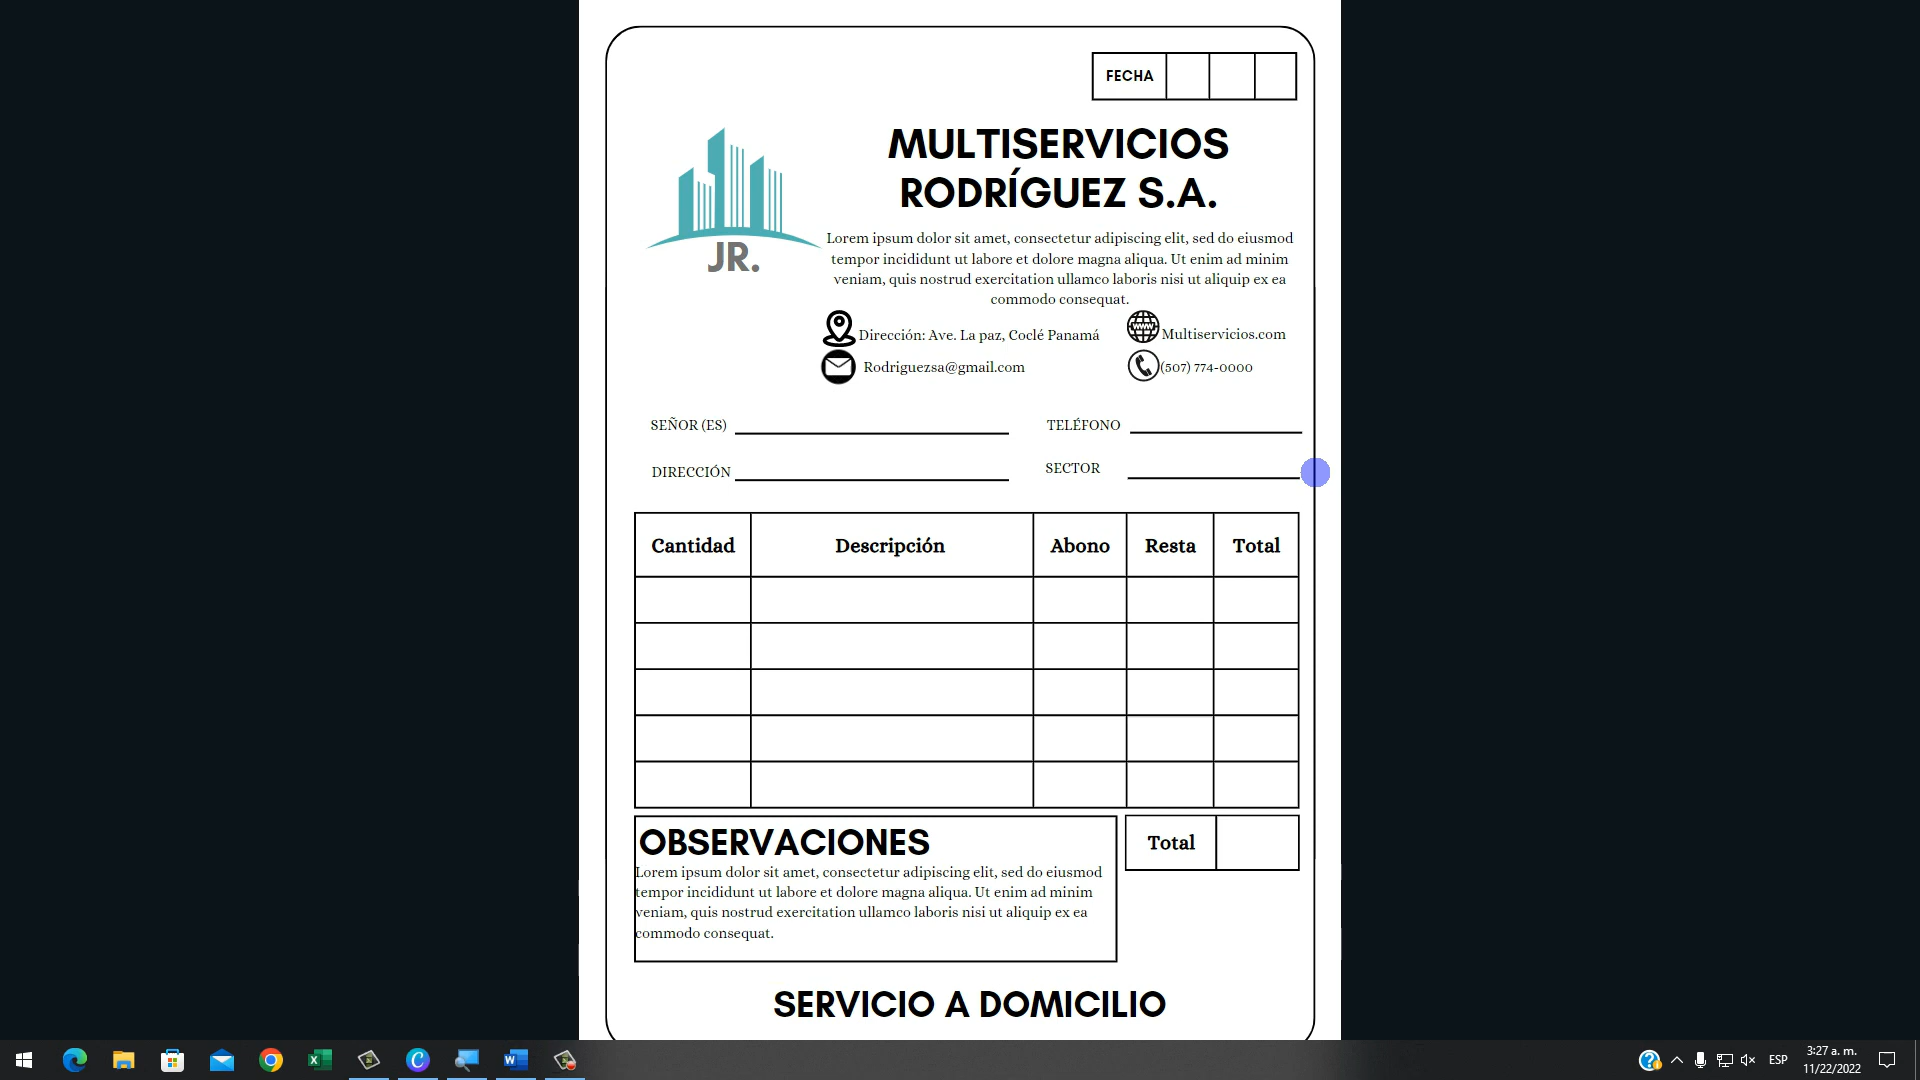 FECHA
MULTISERVICIOS
RODRÍGUEZ S.A.
JR.
Lorem ipsum dolor sit amet, consectetur adipiscing elit, sed do eiusmod
tempor incididunt ut labore et dolore magna aliqua. Ut enim ad minim
veniam, quis nostrud exercitation ullamco laboris nisi ut aliquip ex ea
commodo consequat.
Dirección: Ave. La paz, Coclé Panamá
WWW Multiservicios.com
Rodriguezsa@gmail.com
(507) 774-0000
SEÑOR (ES)
TELÉFONO
DIRECCIÓN
SECTOR
Cantidad Descripción Abono Resta Total
OBSERVACIONES
Total
Lorem ipsum dolor sit amet, consectetur adipiscing elit, sed do eiusmod
tempor incididunt ut labore et dolore magna aliqua. Ut enim ad minim
veniam, quis nostrud exercitation ullamco laboris nisi ut aliquip ex ea
commodo consequat.
SERVICIO A DOMICILIO
ESP
3:27 a. m.
11/22/2022